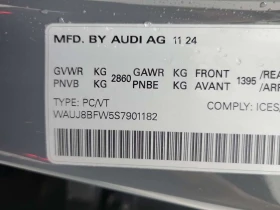 MFD. BY AUDI AG 11 24
GVWR KG 2860 GAWR KG FRONT 1395 /REA
PNVB KG PNBE KG AVANT /ARR
TYPE: PC/VT COMPLY: ICES/
WAUJ8BFW5S7901182